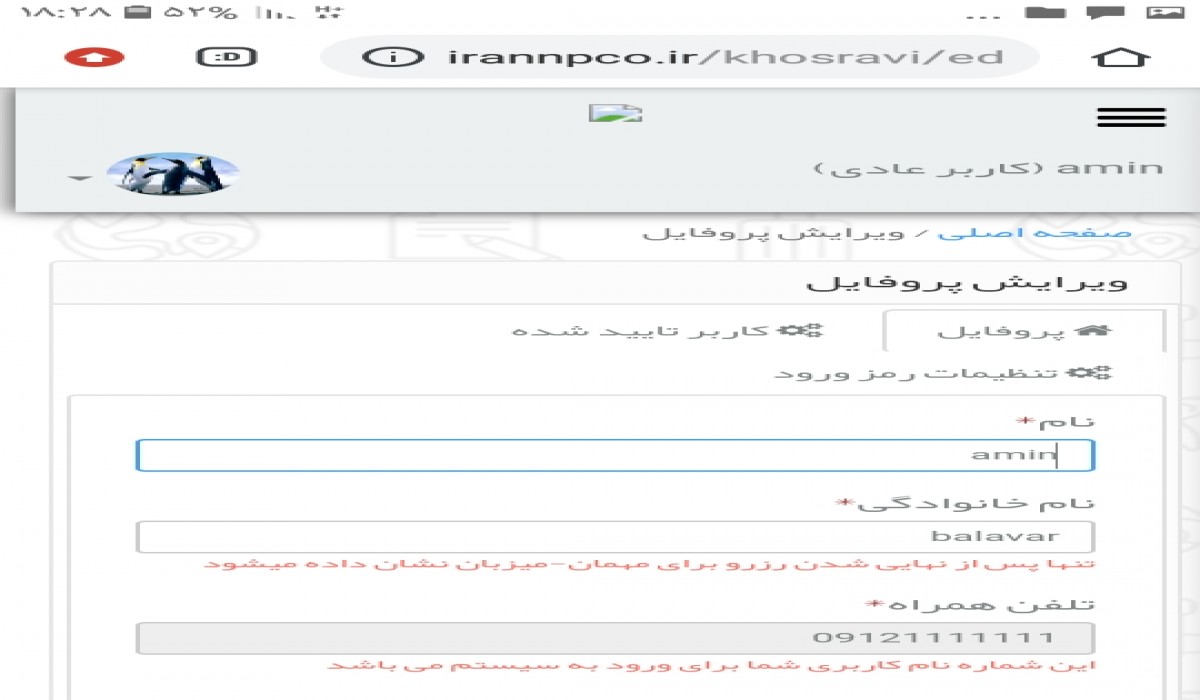 ۱۸:۲۸ ۵۲% H+
:D irannpco.ir/khosravi/ed
amin (کاربر عادی)
صفحه اصلی / ویرایش پروفایل
ویرایش پروفایل
پروفایل کاربر تایید شده
تنظیمات رمز ورود
نام*
amin
نام خانوادگی*
balavar
تنها پس از نهایی شدن رزرو برای مهمان-میزبان نشان داده میشود
تلفن همراه*
09121111111
این شماره نام کاربری شما برای ورود به سیستم می باشد